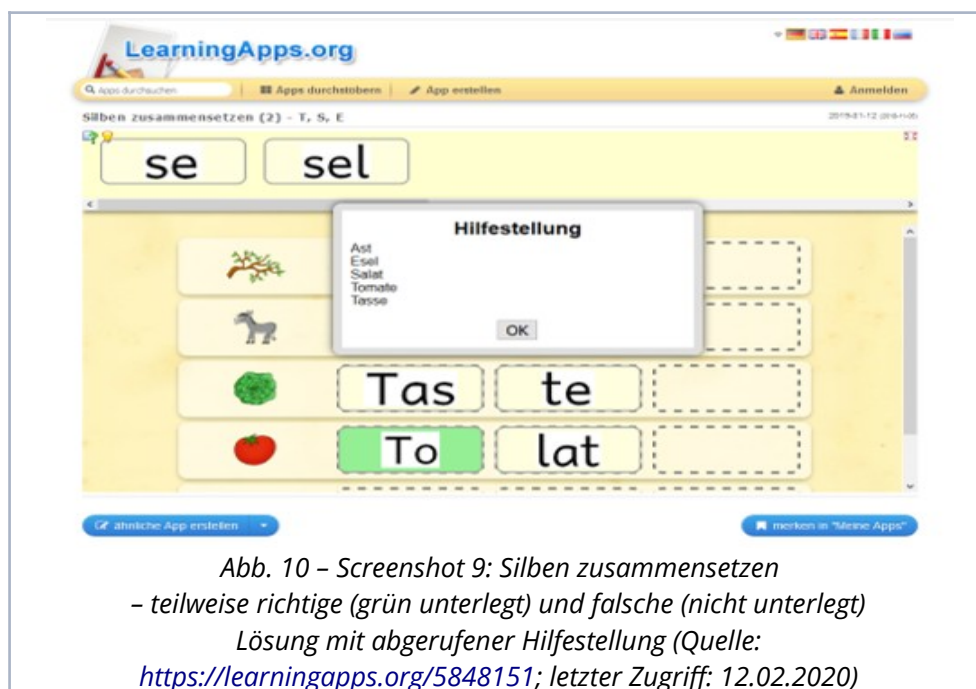 LearningApps.org
Apps durchsuchen
Apps durchstöbern
App erstellen
Anmelden
Silben zusammensetzen (2) - T, S, E
se sel
Hilfestellung
Ast
Esel
Salat
Tomate
Tasse
OK
Tas te
To lat
ähnliche App erstellen
merken in "Meine Apps"
Abb. 10 – Screenshot 9: Silben zusammensetzen
– teilweise richtige (grün unterlegt) und falsche (nicht unterlegt)
Lösung mit abgerufener Hilfestellung (Quelle:
https://learningapps.org/5848151; letzter Zugriff: 12.02.2020)